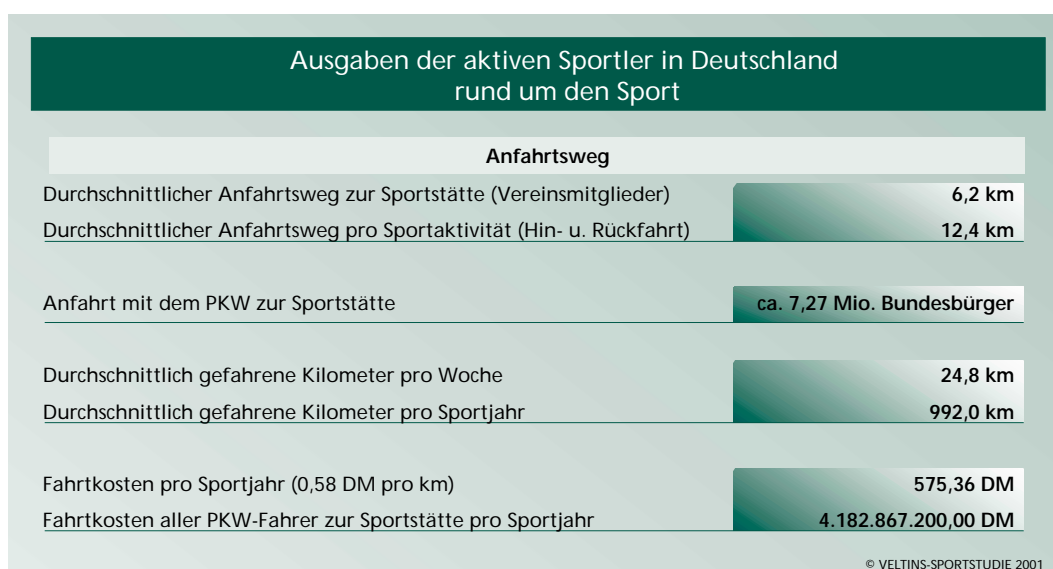 Ausgaben der aktiven Sportler in Deutschland
rund um den Sport
Anfahrtsweg
Durchschnittlicher Anfahrtsweg zur Sportstätte (Vereinsmitglieder) 6,2 km
Durchschnittlicher Anfahrtsweg pro Sportaktivität (Hin- u. Rückfahrt) 12,4 km
Anfahrt mit dem PKW zur Sportstätte ca. 7,27 Mio. Bundesbürger
Durchschnittlich gefahrene Kilometer pro Woche 24,8 km
Durchschnittlich gefahrene Kilometer pro Sportjahr 992,0 km
Fahrtkosten pro Sportjahr (0,58 DM pro km) 575,36 DM
Fahrtkosten aller PKW-Fahrer zur Sportstätte pro Sportjahr 4.182.867.200,00 DM
© VELTINS-SPORTSTUDIE 2001